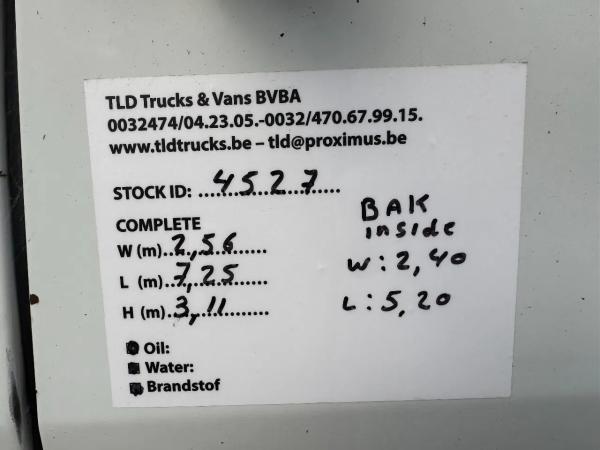 TLD Trucks & Vans BVBA
0032474/04.23.05.-0032/470.67.99.15.
www.tldtrucks.be – tld@proximus.be
STOCK ID: 4527
COMPLETE
W (m) 2,56
L (m) 7,25
H (m) 3,11
BAK
inside
W: 2,40
L: 5,20
Oil:
Water:
Brandstof